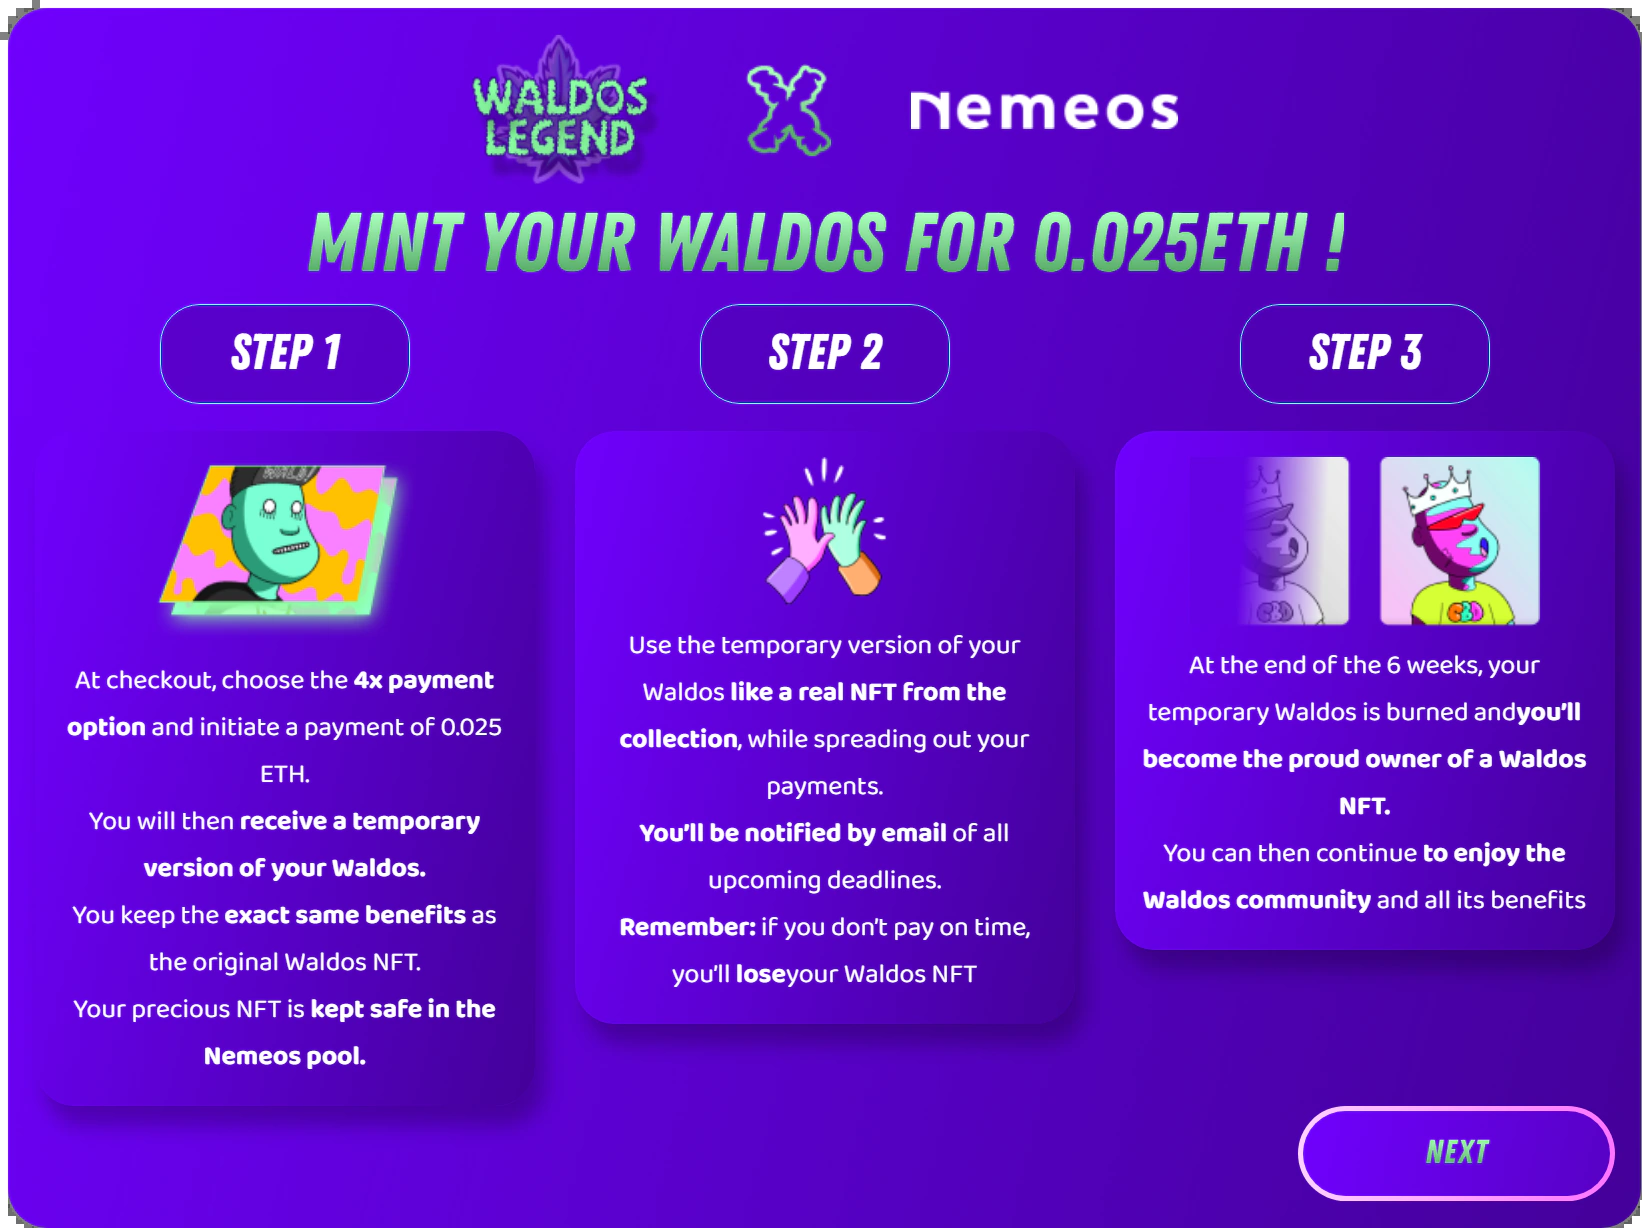 WALDOS
LEGEND
Nemeos
MINT YOUR WALDOS FOR 0.025ETH !
STEP 1
At checkout, choose the 4x payment
option and initiate a payment of 0.025
ETH.
You will then receive a temporary
version of your Waldos.
You keep the exact same benefits as
the original Waldos NFT.
Your precious NFT is kept safe in the
Nemeos pool.
STEP 2
Use the temporary version of your
Waldos like a real NFT from the
collection, while spreading out your
payments.
You'll be notified by email of all
upcoming deadlines.
Remember: if you don't pay on time,
you'll loseyour Waldos NFT
STEP 3
CBD
CBD
At the end of the 6 weeks, your
temporary Waldos is burned andyou'll
become the proud owner of a Waldos
NFT.
You can then continue to enjoy the
Waldos community and all its benefits
NEXT